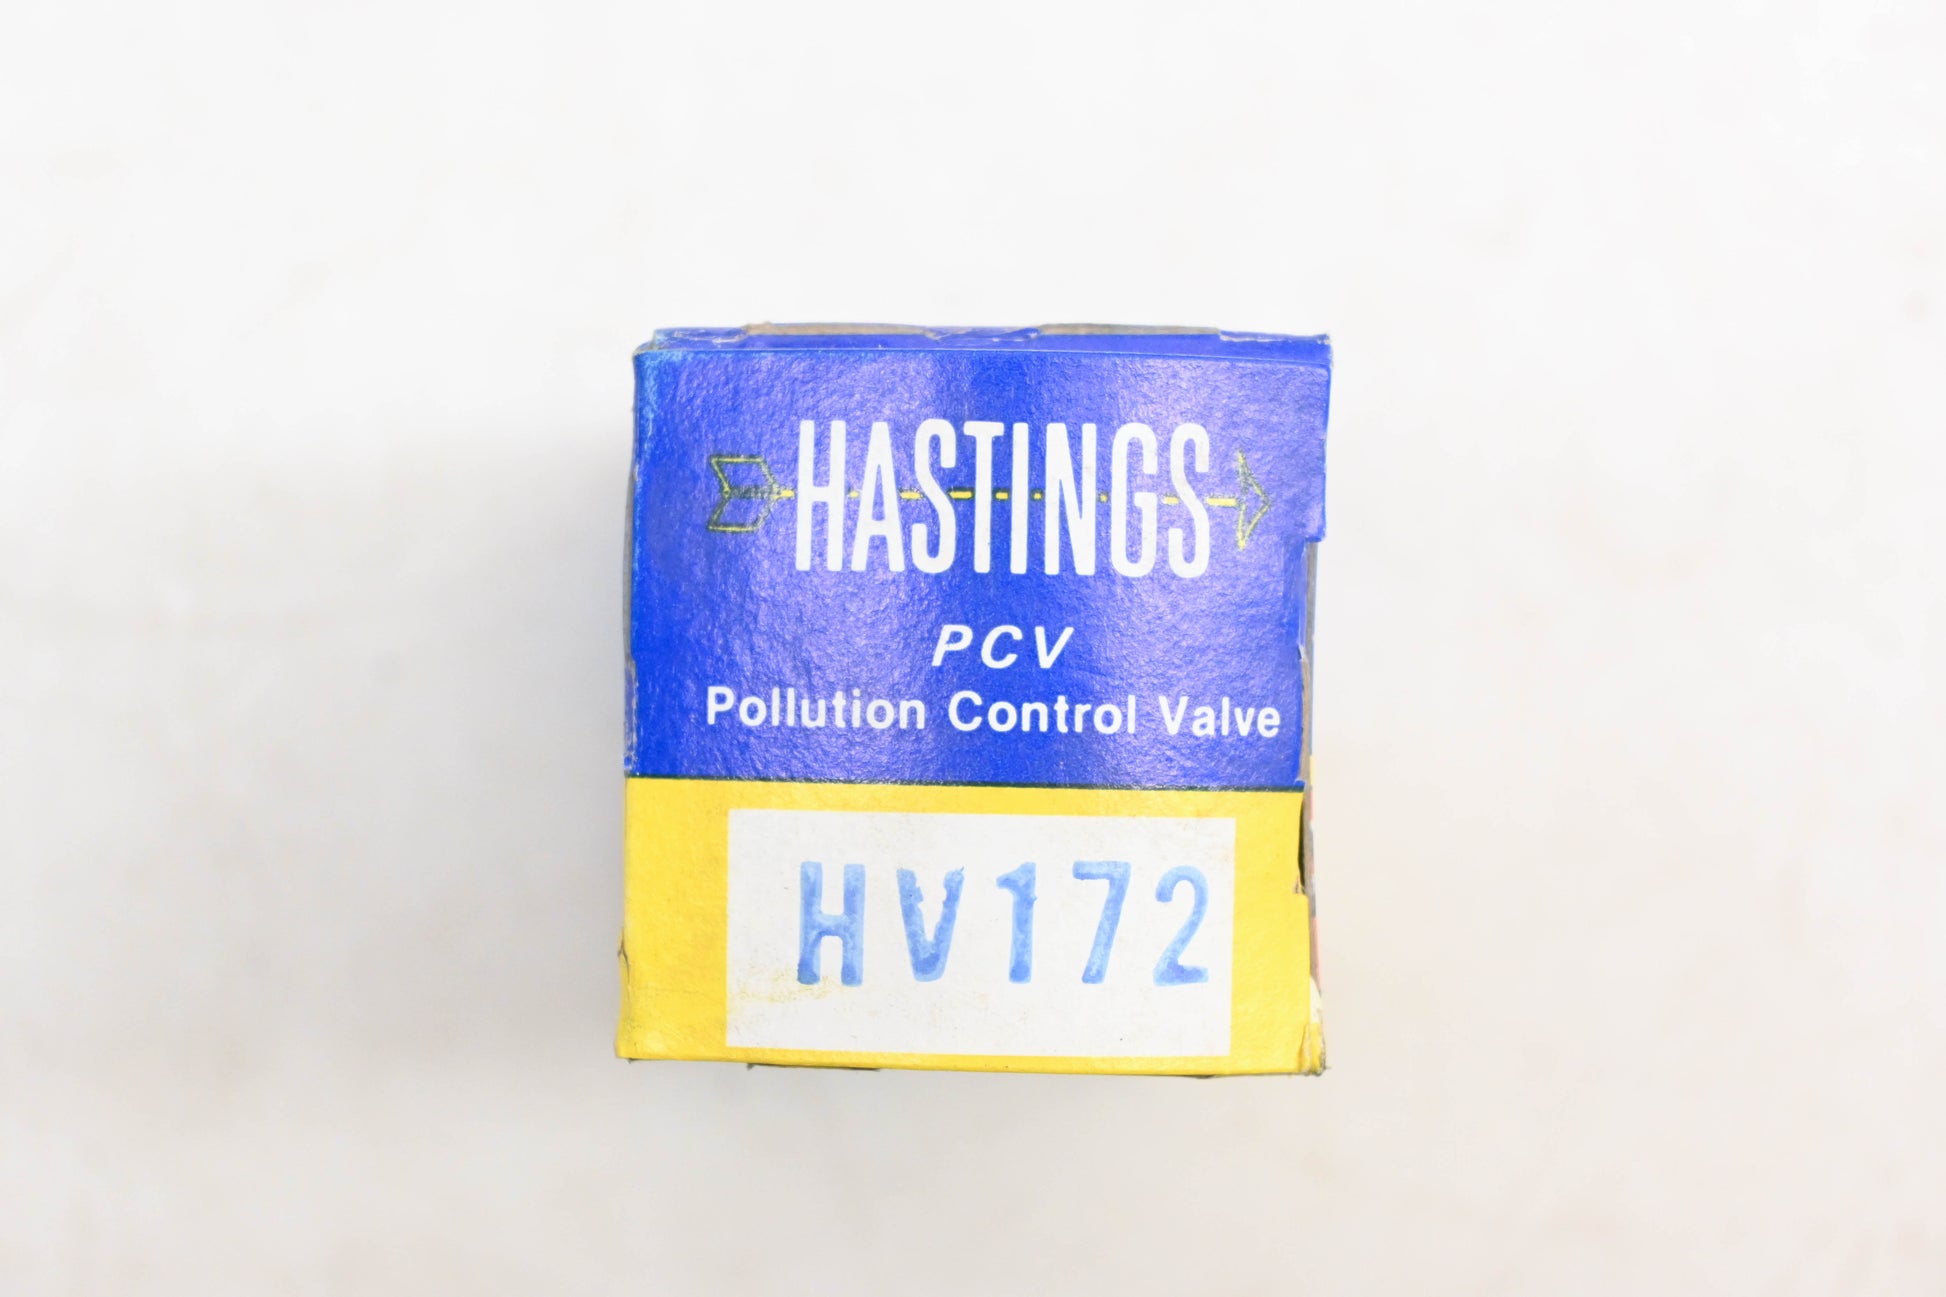 HASTINGS
PCV
Pollution Control Valve
HV172